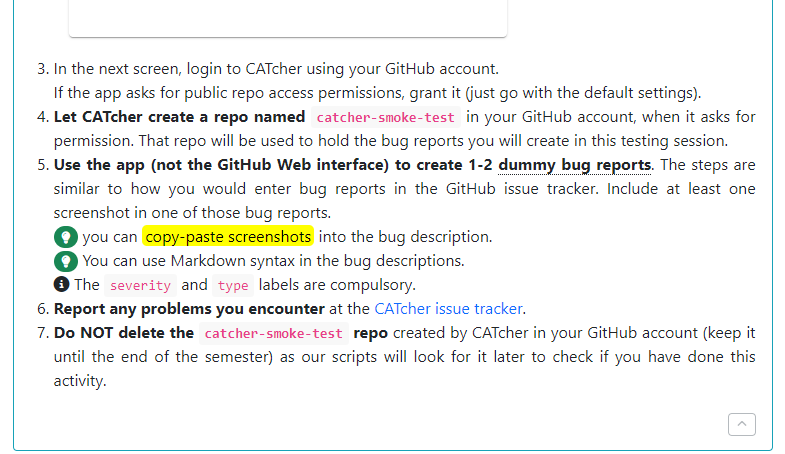 3. In the next screen, login to CATcher using your GitHub account.
If the app asks for public repo access permissions, grant it (just go with the default settings).
4. Let CATcher create a repo named catcher-smoke-test in your GitHub account, when it asks for
permission. That repo will be used to hold the bug reports you will create in this testing session.
5. Use the app (not the GitHub Web interface) to create 1-2 dummy bug reports. The steps are
similar to how you would enter bug reports in the GitHub issue tracker. Include at least one
screenshot in one of those bug reports.
you can copy-paste screenshots into the bug description.
You can use Markdown syntax in the bug descriptions.
The severity and type labels are compulsory.
6. Report any problems you encounter at the CATcher issue tracker.
7. Do NOT delete the catcher-smoke-test repo created by CATcher in your GitHub account (keep it
until the end of the semester) as our scripts will look for it later to check if you have done this
activity.